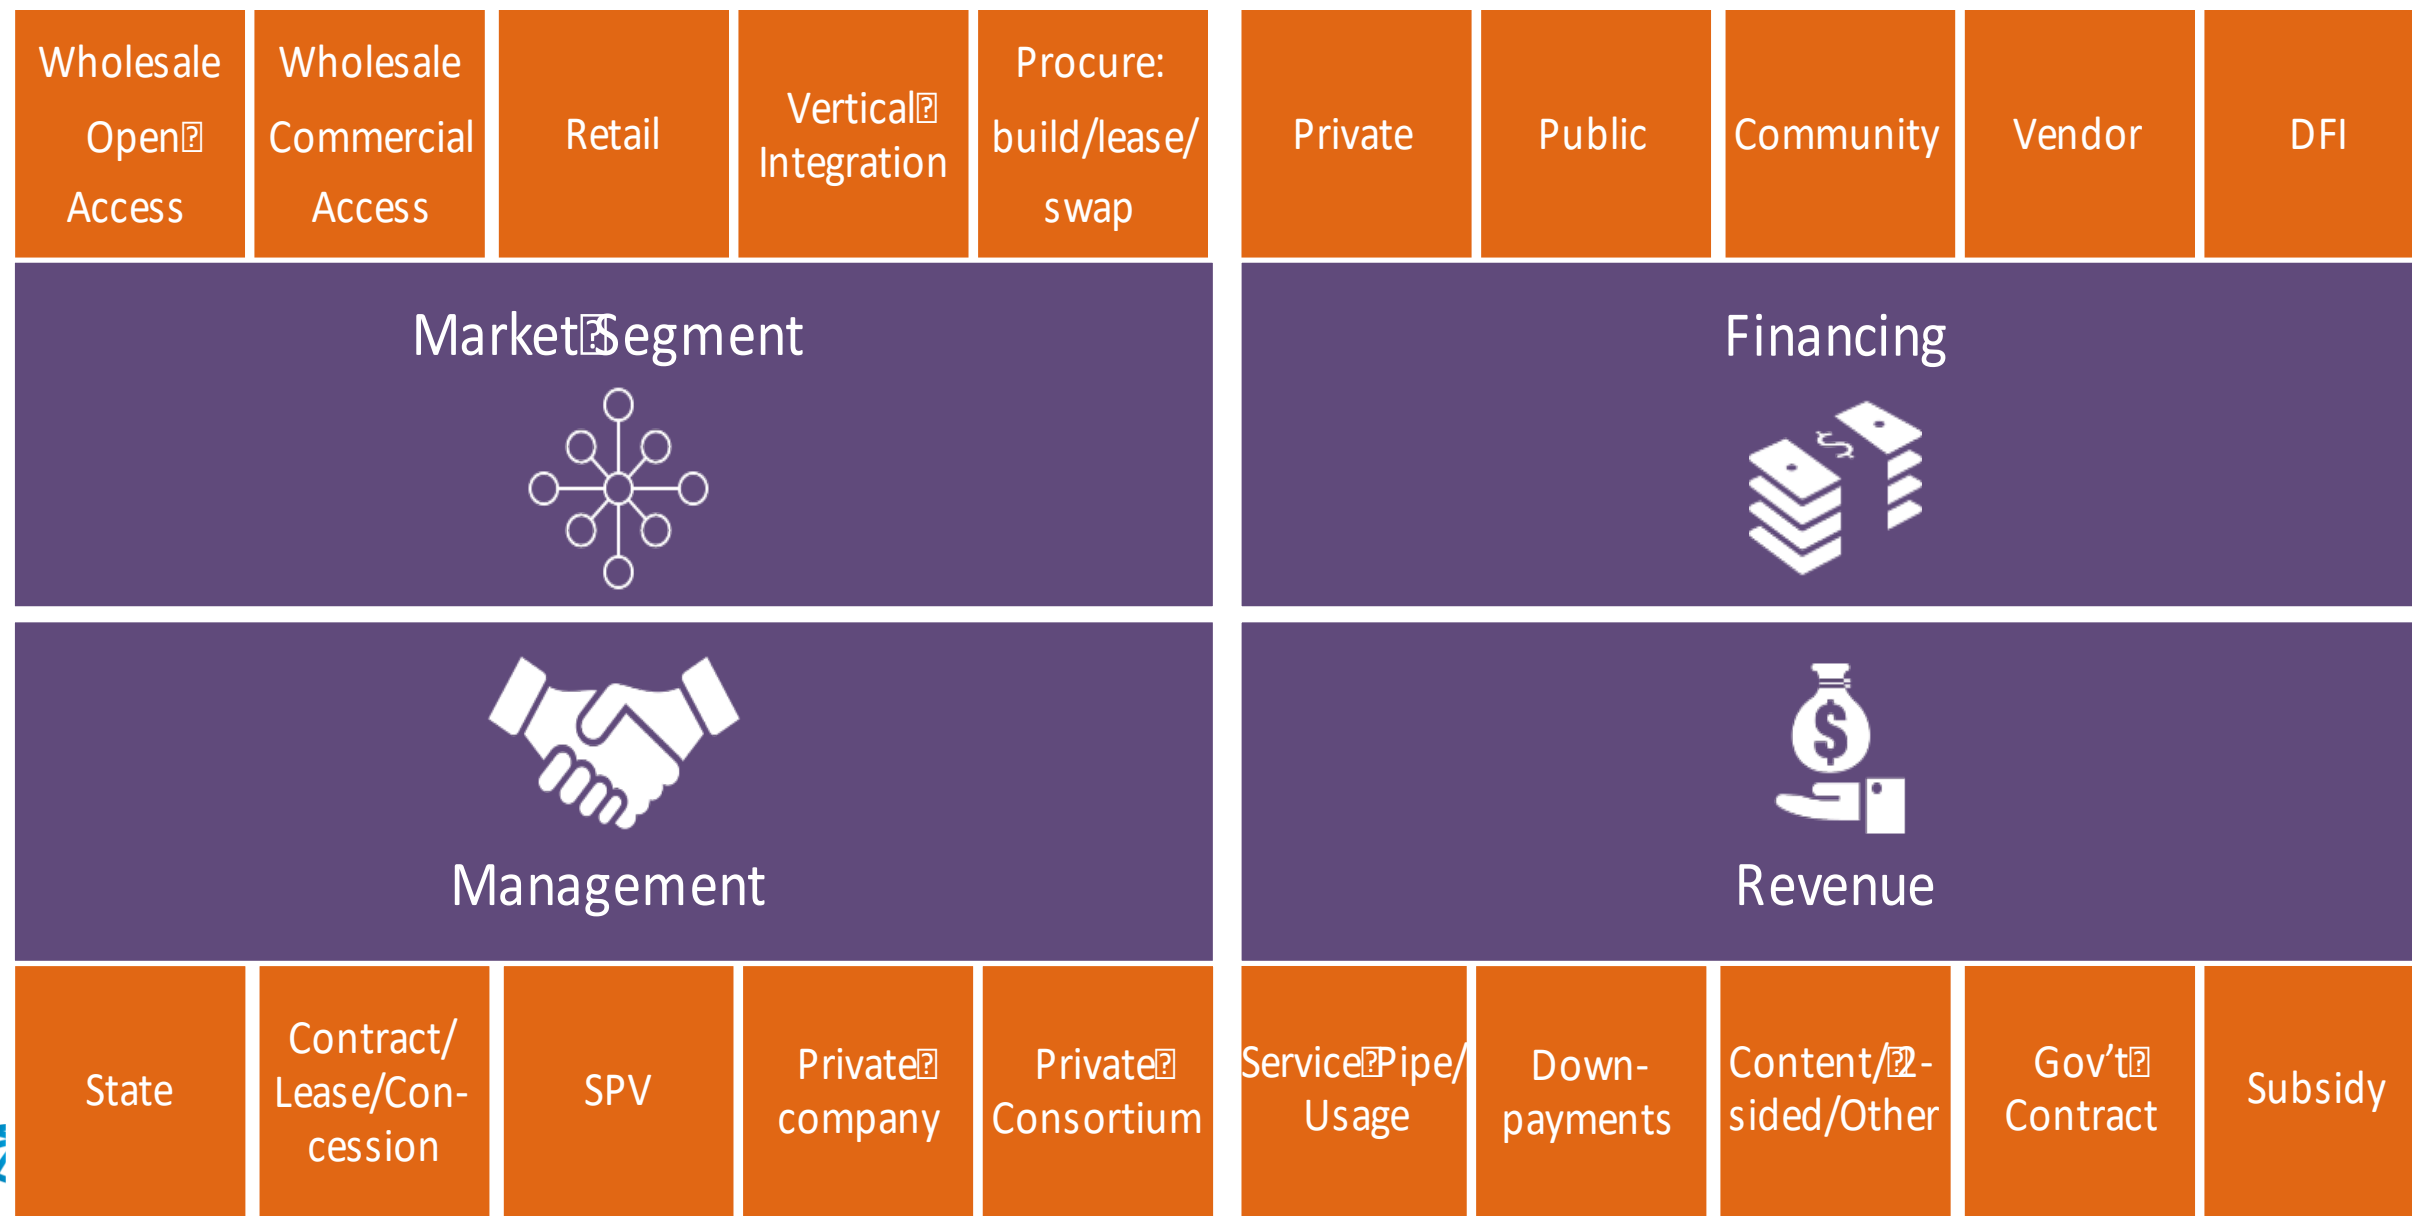 Wholesale
Open
Access
Wholesale
Commercial
Access
Retail
Vertical
Integration
Procure:
build/lease/
swap
Private
Public
Community
Vendor
DFI
Market Segment
Financing
$
$
Management
Revenue
State
Contract/
Lease/Con-
cession
SPV
Private
company
Private
Consortium
Service Pipe/
Usage
Down-
payments
Content/ 2-
sided/Other
Gov't
Contract
Subsidy